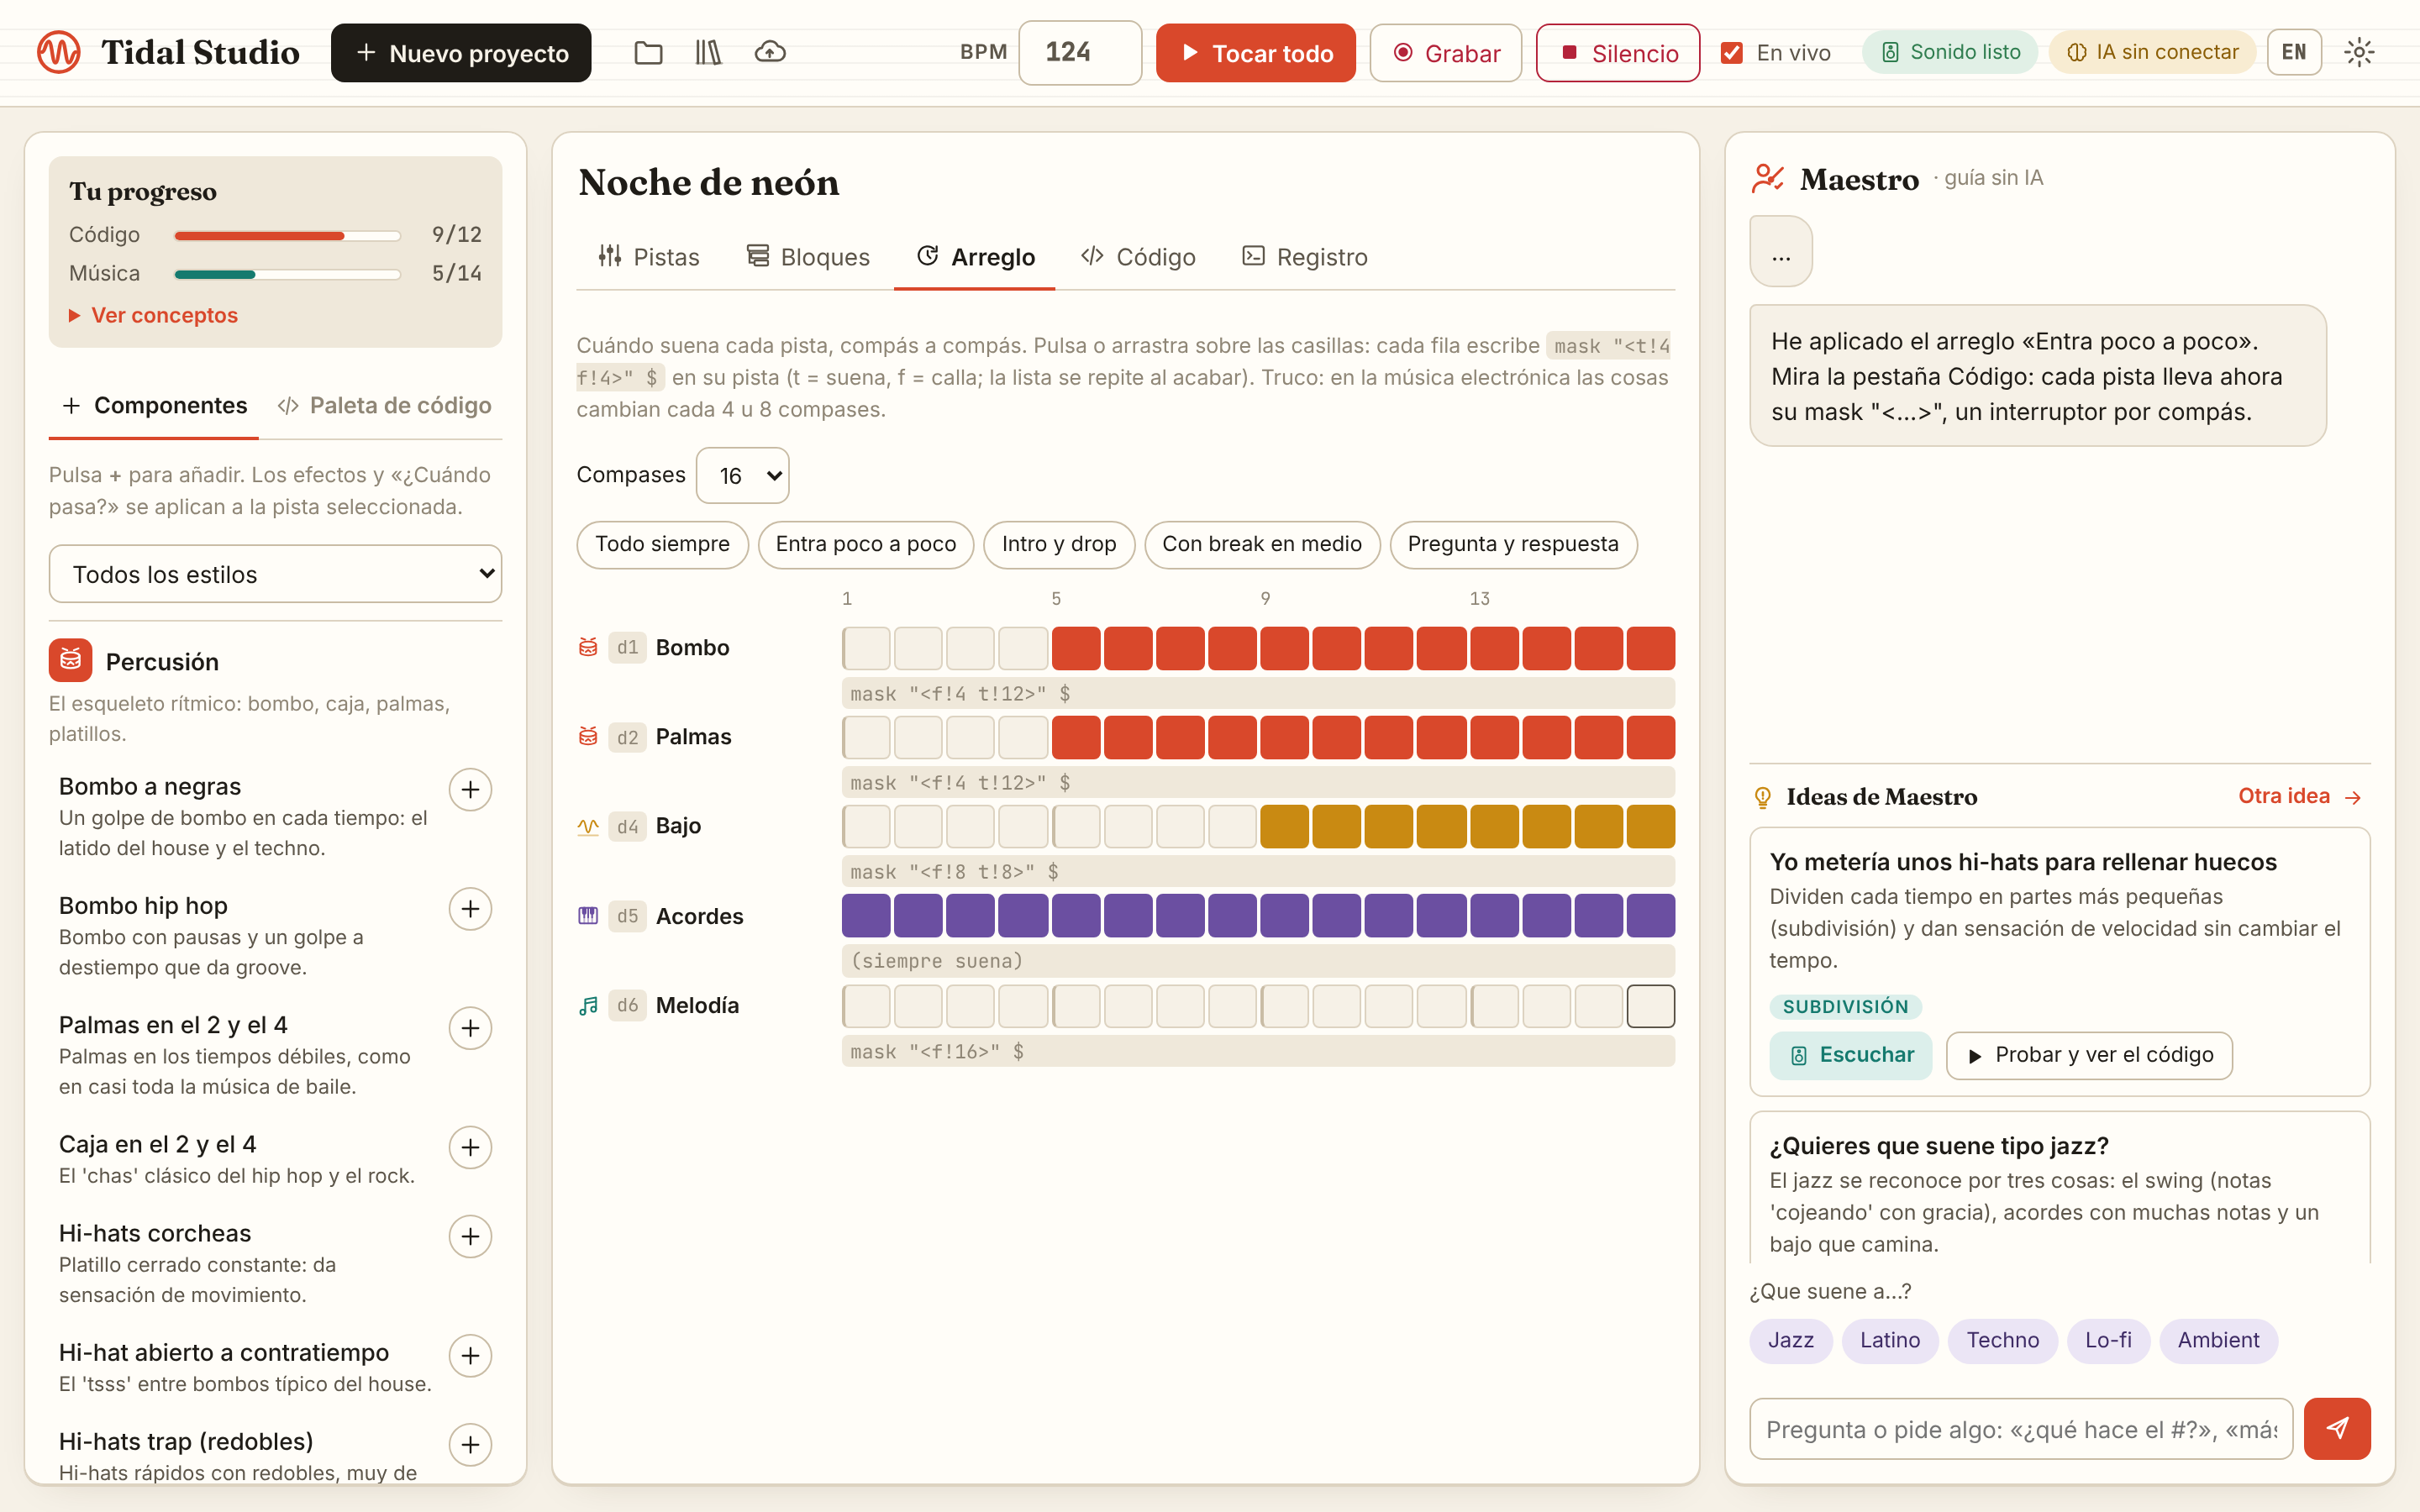 Tidal Studio
Nuevo proyecto
BPM
124
Tocar todo
Grabar
Silencio
En vivo
Sonido listo
IA sin conectar
EN
Tu progreso
Código
9/12
Música
5/14
Ver conceptos
Componentes
Paleta de código
Pulsa + para añadir. Los efectos y «¿Cuándo
pasa?» se aplican a la pista seleccionada.
Todos los estilos
Percusión
El esqueleto rítmico: bombo, caja, palmas,
platillos.
Bombo a negras
Un golpe de bombo en cada tiempo: el
latido del house y el techno.
Bombo hip hop
Bombo con pausas y un golpe a
destiempo que da groove.
Palmas en el 2 y el 4
Palmas en los tiempos débiles, como
en casi toda la música de baile.
Caja en el 2 y el 4
El 'chas' clásico del hip hop y el rock.
Hi-hats corcheas
Platillo cerrado constante: da
sensación de movimiento.
Hi-hat abierto a contratiempo
El 'tsss' entre bombos típico del house.
Hi-hats trap (redobles)
Hi-hats rápidos con redobles, muy de
Noche de neón
Pistas
Bloques
Arreglo
Código
Registro
Cuándo suena cada pista, compás a compás. Pulsa o arrastra sobre las casillas: cada fila escribe mask "<t!4
f!4>" $ en su pista (t = suena, f = calla; la lista se repite al acabar). Truco: en la música electrónica las cosas
cambian cada 4 u 8 compases.
Compases
16
Todo siempre
Entra poco a poco
Intro y drop
Con break en medio
Pregunta y respuesta
1
5
9
13
d1 Bombo
mask "<f!4 t!12>" $
d2 Palmas
mask "<f!4 t!12>" $
d4 Bajo
mask "<f!8 t!8>" $
d5 Acordes
(siempre suena)
d6 Melodía
mask "<f!16>" $
Maestro · guía sin IA
...
He aplicado el arreglo «Entra poco a poco».
Mira la pestaña Código: cada pista lleva ahora
su mask "<...>", un interruptor por compás.
Ideas de Maestro
Otra idea →
Yo metería unos hi-hats para rellenar huecos
Dividen cada tiempo en partes más pequeñas
(subdivisión) y dan sensación de velocidad sin cambiar el
tempo.
SUBDIVISIÓN
Escuchar
Probar y ver el código
¿Quieres que suene tipo jazz?
El jazz se reconoce por tres cosas: el swing (notas
'cojeando' con gracia), acordes con muchas notas y un
bajo que camina.
¿Que suene a...?
Jazz
Latino
Techno
Lo-fi
Ambient
Pregunta o pide algo: «¿qué hace el #?», «más